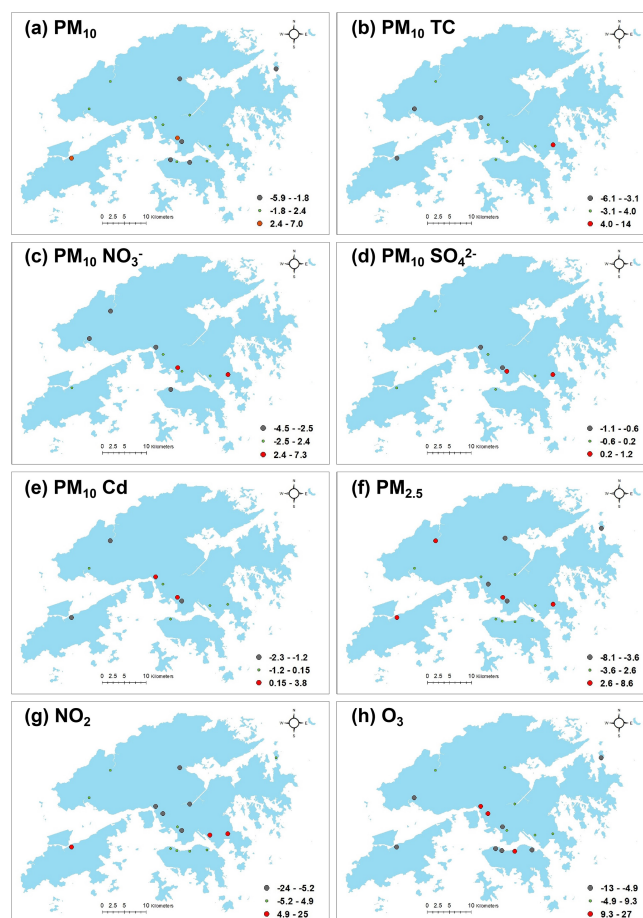 (a) PM10
N
W E
S
-5.9 - -1.8
-1.8 - 2.4
2.4 - 7.0
0 2.5 5 10 Kilometers
(b) PM10 TC
N
W E
S
-6.1 - -3.1
-3.1 - 4.0
4.0 - 14
0 2.5 5 10 Kilometers
(c) PM10 NO3-
N
W E
S
-4.5 - -2.5
-2.5 - 2.4
2.4 - 7.3
0 2.5 5 10 Kilometers
(d) PM10 SO42-
N
W E
S
-1.1 - -0.6
-0.6 - 0.2
0.2 - 1.2
0 2.5 5 10 Kilometers
(e) PM10 Cd
N
W E
S
-2.3 - -1.2
-1.2 - 0.15
0.15 - 3.8
0 2.5 5 10 Kilometers
(f) PM2.5
N
W E
S
-8.1 - -3.6
-3.6 - 2.6
2.6 - 8.6
0 2.5 5 10 Kilometers
(g) NO2
N
W E
S
-24 - -5.2
-5.2 - 4.9
4.9 - 25
0 2.5 5 10 Kilometers
(h) O3
N
W E
S
-13 - -4.9
-4.9 - 9.3
9.3 - 27
0 2.5 5 10 Kilometers